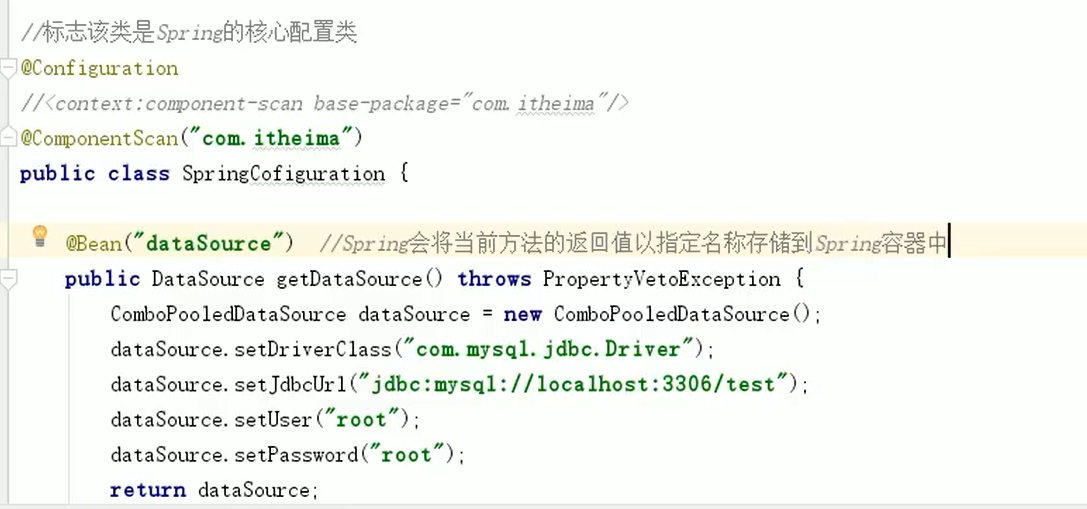 //标志该类是Spring的核心配置类
@Configuration
//<context:component-scan base-package="com.itheima"/>
@ComponentScan("com.itheima")
public class SpringCofiguration {
@Bean("dataSource")  //Spring会将当前方法的返回值以指定名称存储到Spring容器中
public DataSource getDataSource() throws PropertyVetoException {
ComboPooledDataSource dataSource = new ComboPooledDataSource();
dataSource.setDriverClass("com.mysql.jdbc.Driver");
dataSource.setJdbcUrl("jdbc:mysql://localhost:3306/test");
dataSource.setUser("root");
dataSource.setPassword("root");
return dataSource;